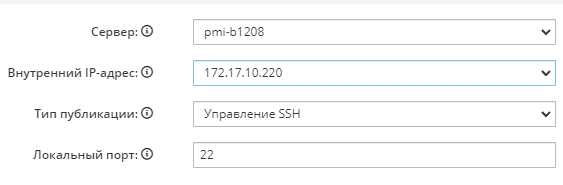 Сервер: pmi-b1208
Внутренний IP-адрес: 172.17.10.220
Тип публикации: Управление SSH
Локальный порт: 22